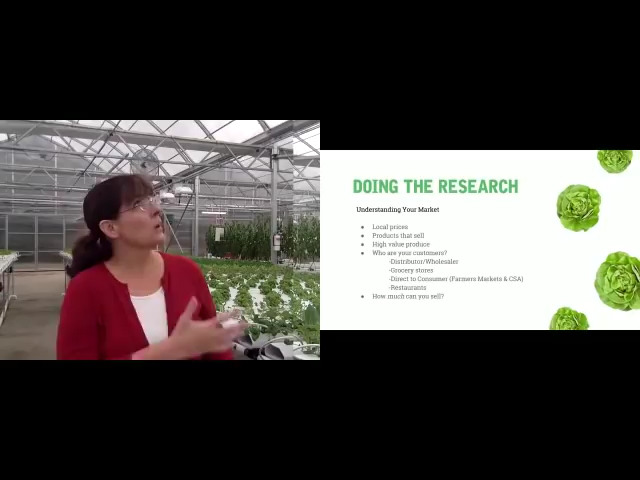 DOING THE RESEARCH
Understanding Your Market
● Local prices
● Products that sell
● High value produce
● Who are your customers?
-Distributor/Wholesaler
-Grocery stores
-Direct to Consumer (Farmers Markets & CSA)
-Restaurants
● How much can you sell?